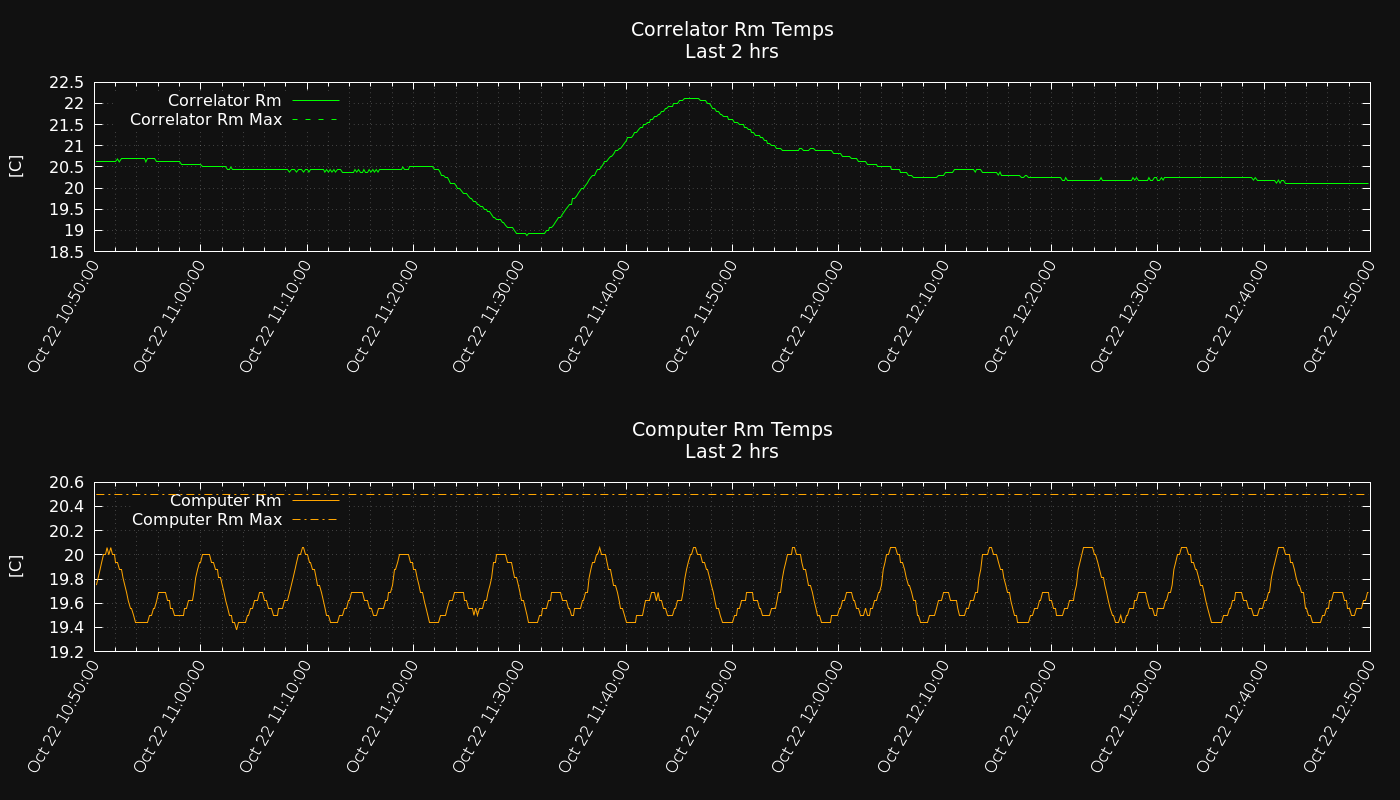 Correlator Rm Temps
Last 2 hrs
[C]
22.5
22
21.5
21
20.5
20
19.5
19
18.5
Correlator Rm
Correlator Rm Max
Oct 22 10:50:00
Oct 22 11:00:00
Oct 22 11:10:00
Oct 22 11:20:00
Oct 22 11:30:00
Oct 22 11:40:00
Oct 22 11:50:00
Oct 22 12:00:00
Oct 22 12:10:00
Oct 22 12:20:00
Oct 22 12:30:00
Oct 22 12:40:00
Oct 22 12:50:00
Computer Rm Temps
Last 2 hrs
[C]
20.6
20.4
20.2
20
19.8
19.6
19.4
19.2
Computer Rm
Computer Rm Max
Oct 22 10:50:00
Oct 22 11:00:00
Oct 22 11:10:00
Oct 22 11:20:00
Oct 22 11:30:00
Oct 22 11:40:00
Oct 22 11:50:00
Oct 22 12:00:00
Oct 22 12:10:00
Oct 22 12:20:00
Oct 22 12:30:00
Oct 22 12:40:00
Oct 22 12:50:00